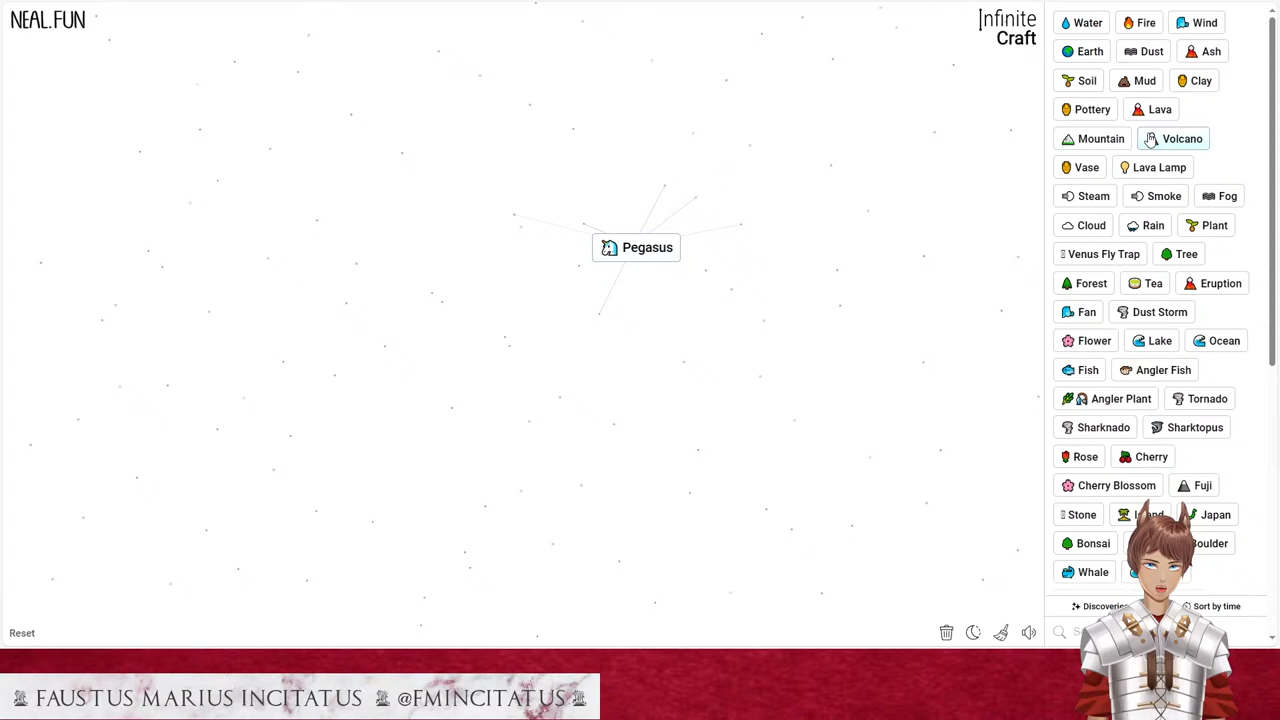 NEAL.FUN
Infinite
Craft
Pegasus
Water Fire Wind
Earth Dust Ash
Soil Mud Clay
Pottery Lava
Mountain Volcano
Vase Lava Lamp
Steam Smoke Fog
Cloud Rain Plant
Venus Fly Trap Tree
Forest Tea Eruption
Fan Dust Storm
Flower Lake Ocean
Fish Angler Fish
Angler Plant Tornado
Sharknado Sharktopus
Rose Cherry
Cherry Blossom Fuji
Stone Japan
Bonsai Boulder
Whale
Discoveries Sort by time
Reset
FAUSTUS MARIUS INCITATUS @FMINCITATUS